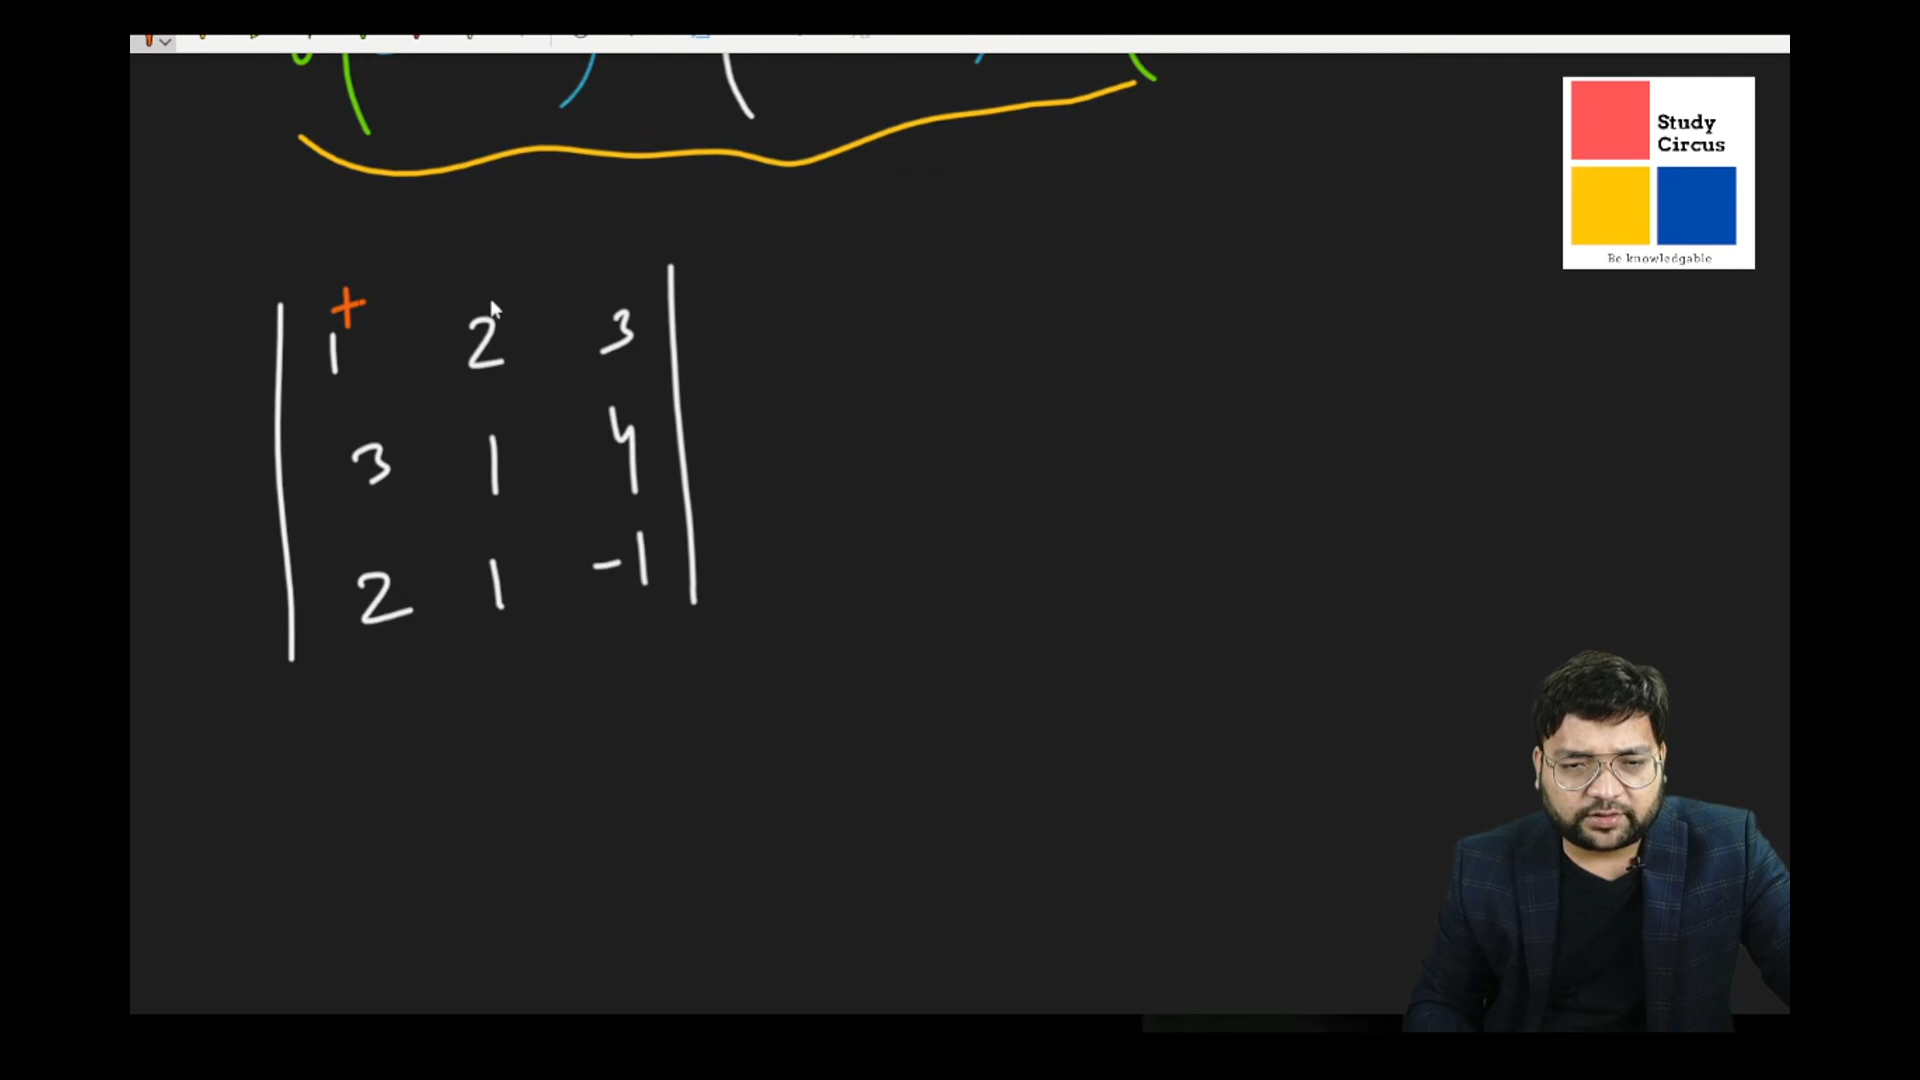 Study
Circus
Be knowledgable
+
1 2 3
3 1 4
2 1 -1